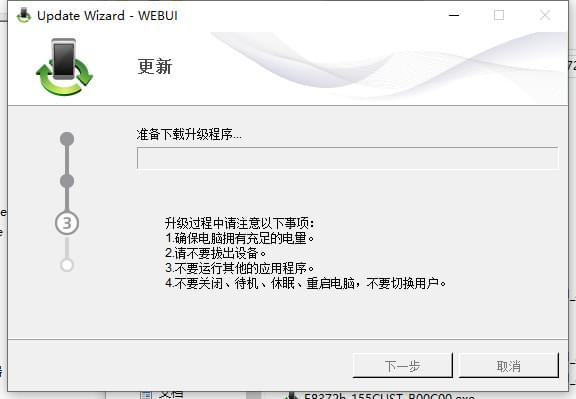 Update Wizard - WEBUI
更新
准备下载升级程序...
3
升级过程中请注意以下事项：
1.确保电脑拥有充足的电量。
2.请不要拔出设备。
3.不要运行其他的应用程序。
4.不要关闭、待机、休眠、重启电脑，不要切换用户。
下一步
取消